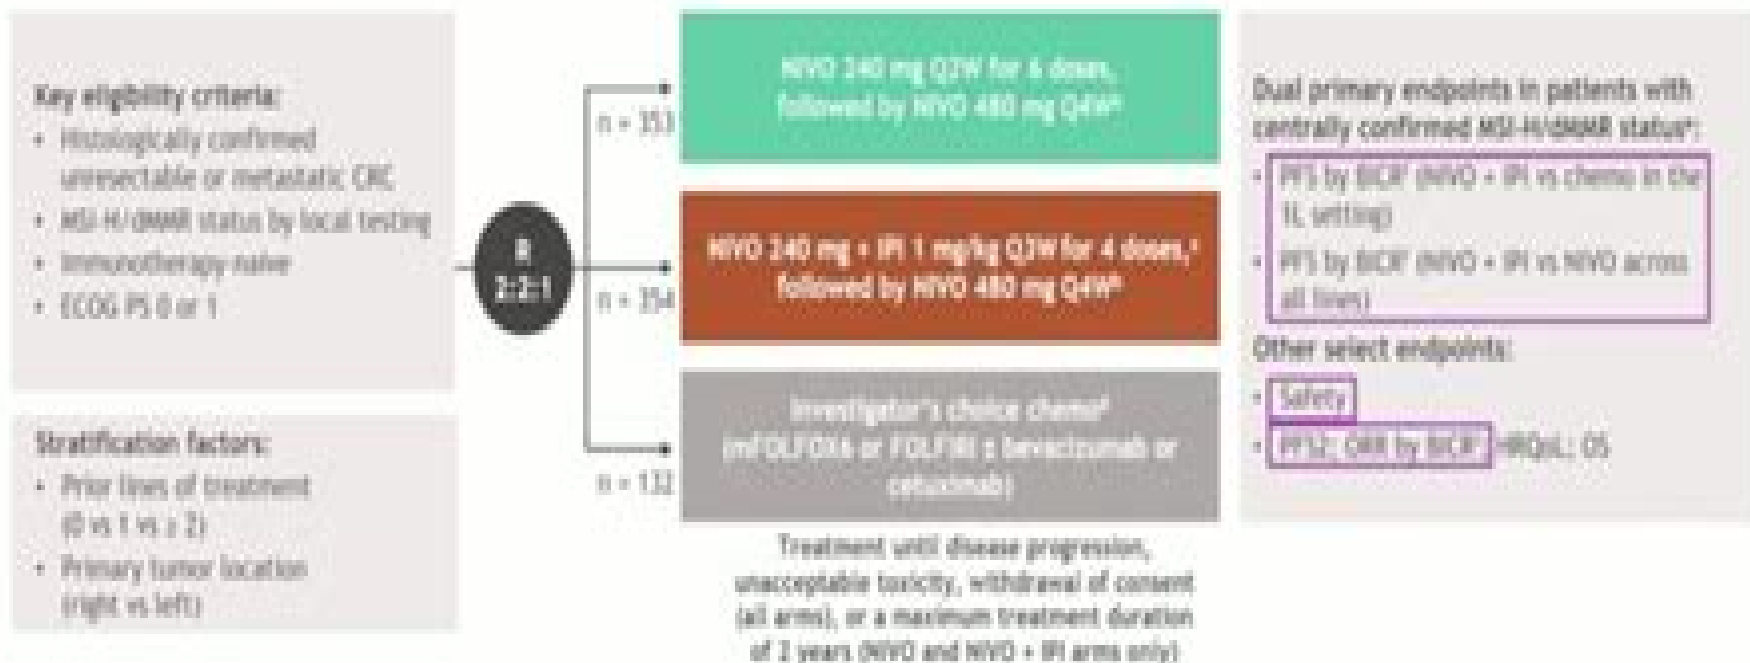 Key eligibility criteria:
• Histologically confirmed
unresectable or metastatic CRC
• MSI-H/dMMR status by local testing
• Immunotherapy naive
• ECOG PS 0 or 1
Stratification factors:
• Prior lines of treatment
(0 vs 1 vs ≥ 2)
• Primary tumor location
(right vs left)
R
2:2:1
n = 353
n = 354
n = 132
NIVO 240 mg for 6 doses,
followed by NIVO 480 mg Q4W
NIVO 240 mg + IPI 1 mg/kg for 4 doses,
followed by NIVO 480 mg Q4W
Investigator's choice chemo
(mFOLFOX6 or FOLFIRI ± bevacizumab or
cetuximab)
Treatment until disease progression,
unacceptable toxicity, withdrawal of consent
(all arms), or a maximum treatment duration
of 2 years (NIVO and NIVO + IPI arms only)
Dual primary endpoints in patients with
centrally confirmed MSI-H/dMMR status:
• PFS by BICR (NIVO + IPI vs chemo in the
1L setting)
• PFS by BICR (NIVO + IPI vs NIVO across
all lines)
Other select endpoints:
• Safety
• PFS2; ORR by BICR HRQoL; OS